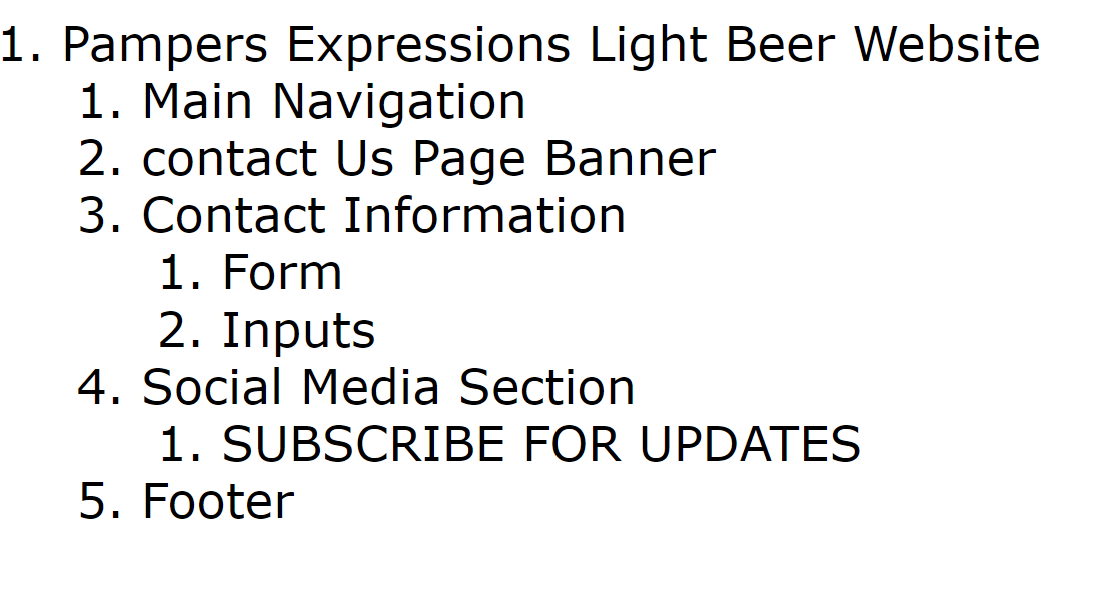 1. Pampers Expressions Light Beer Website
1. Main Navigation
2. contact Us Page Banner
3. Contact Information
1. Form
2. Inputs
4. Social Media Section
1. SUBSCRIBE FOR UPDATES
5. Footer